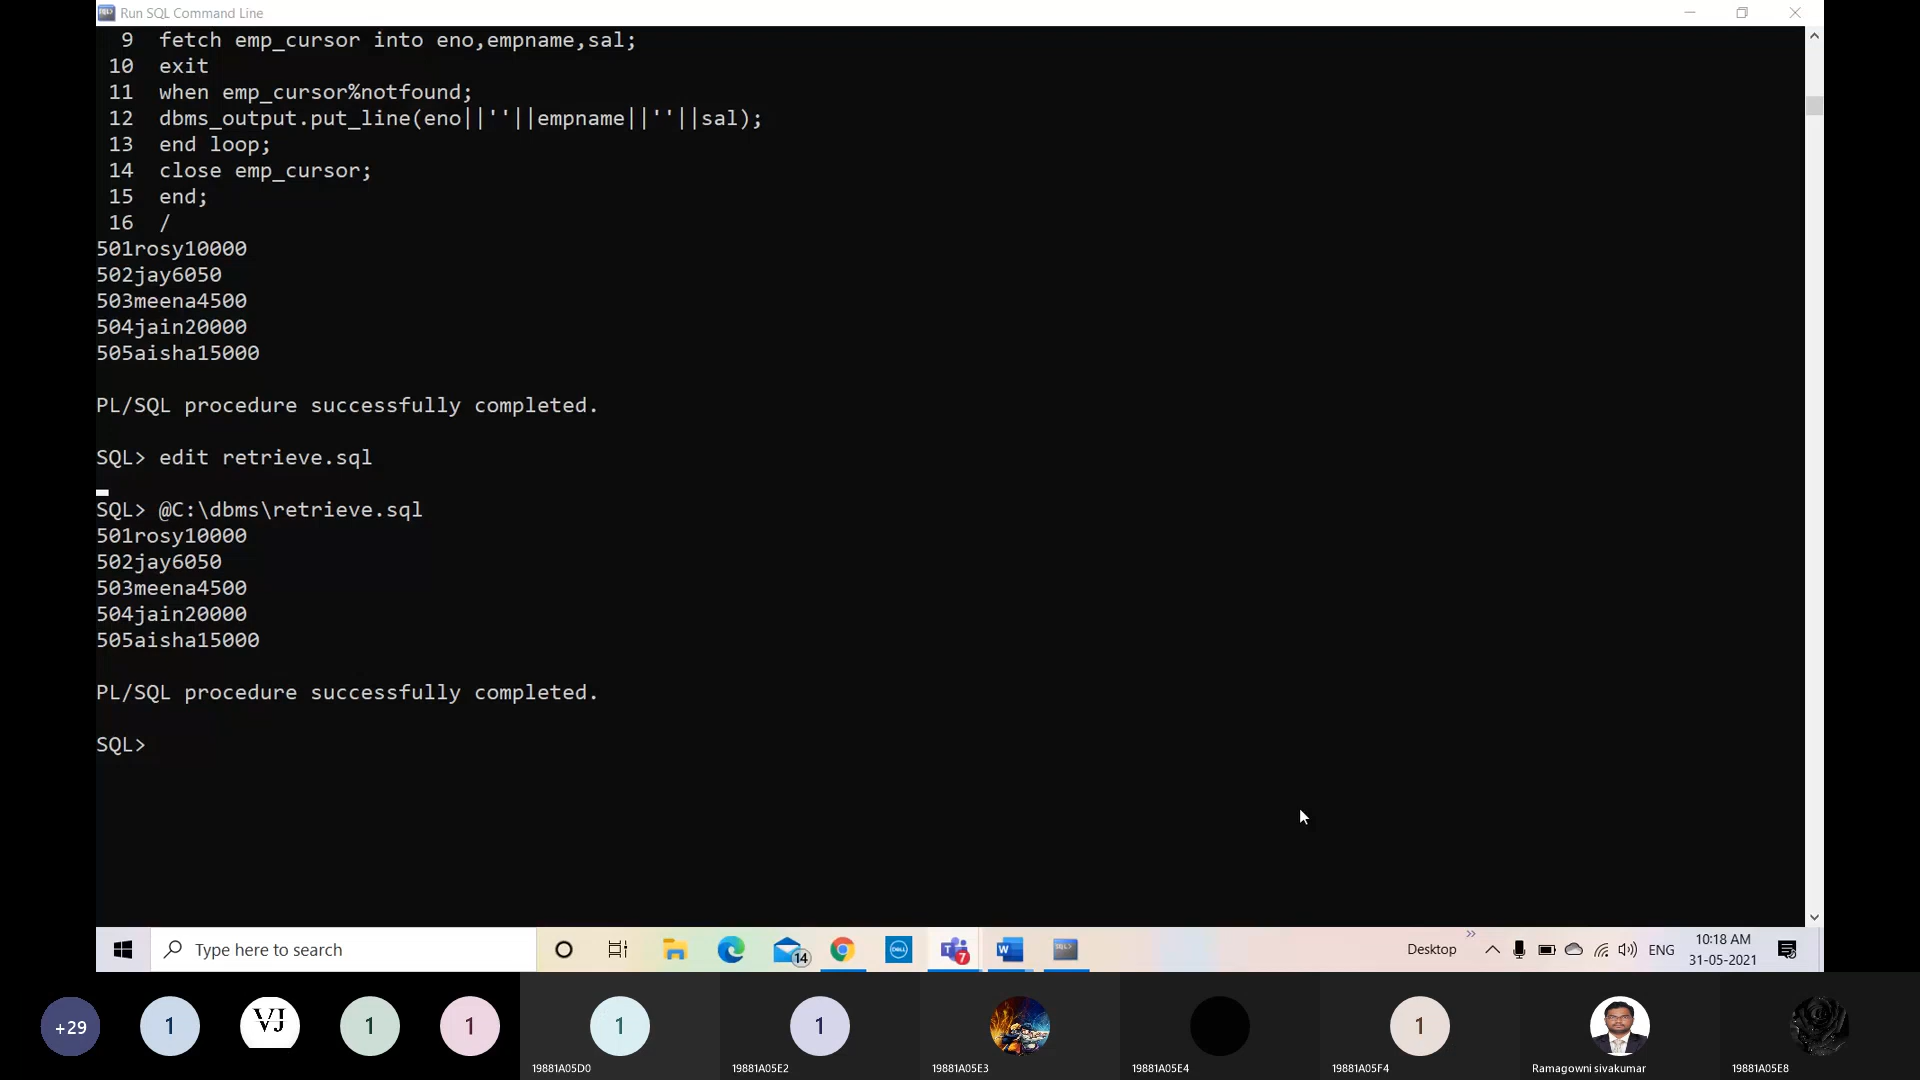 Run SQL Command Line
9 fetch emp_cursor into eno,empname,sal;
10 exit
11 when emp_cursor%notfound;
12 dbms_output.put_line(eno||''||empname||''||sal);
13 end loop;
14 close emp_cursor;
15 end;
16 /
501rosy10000
502jay6050
503meena4500
504jain20000
505aisha15000
PL/SQL procedure successfully completed.
SQL> edit retrieve.sql
SQL> @C:\dbms\retrieve.sql
501rosy10000
502jay6050
503meena4500
504jain20000
505aisha15000
PL/SQL procedure successfully completed.
SQL>
Type here to search
14
DELL
7
W
Desktop
ENG
10:18 AM
31-05-2021
+29
1
VJ
1
1
1
1
1
19881A05D0
19881A05E2
19881A05E3
19881A05E4
19881A05F4
Ramagowni sivakumar
19881A05E8